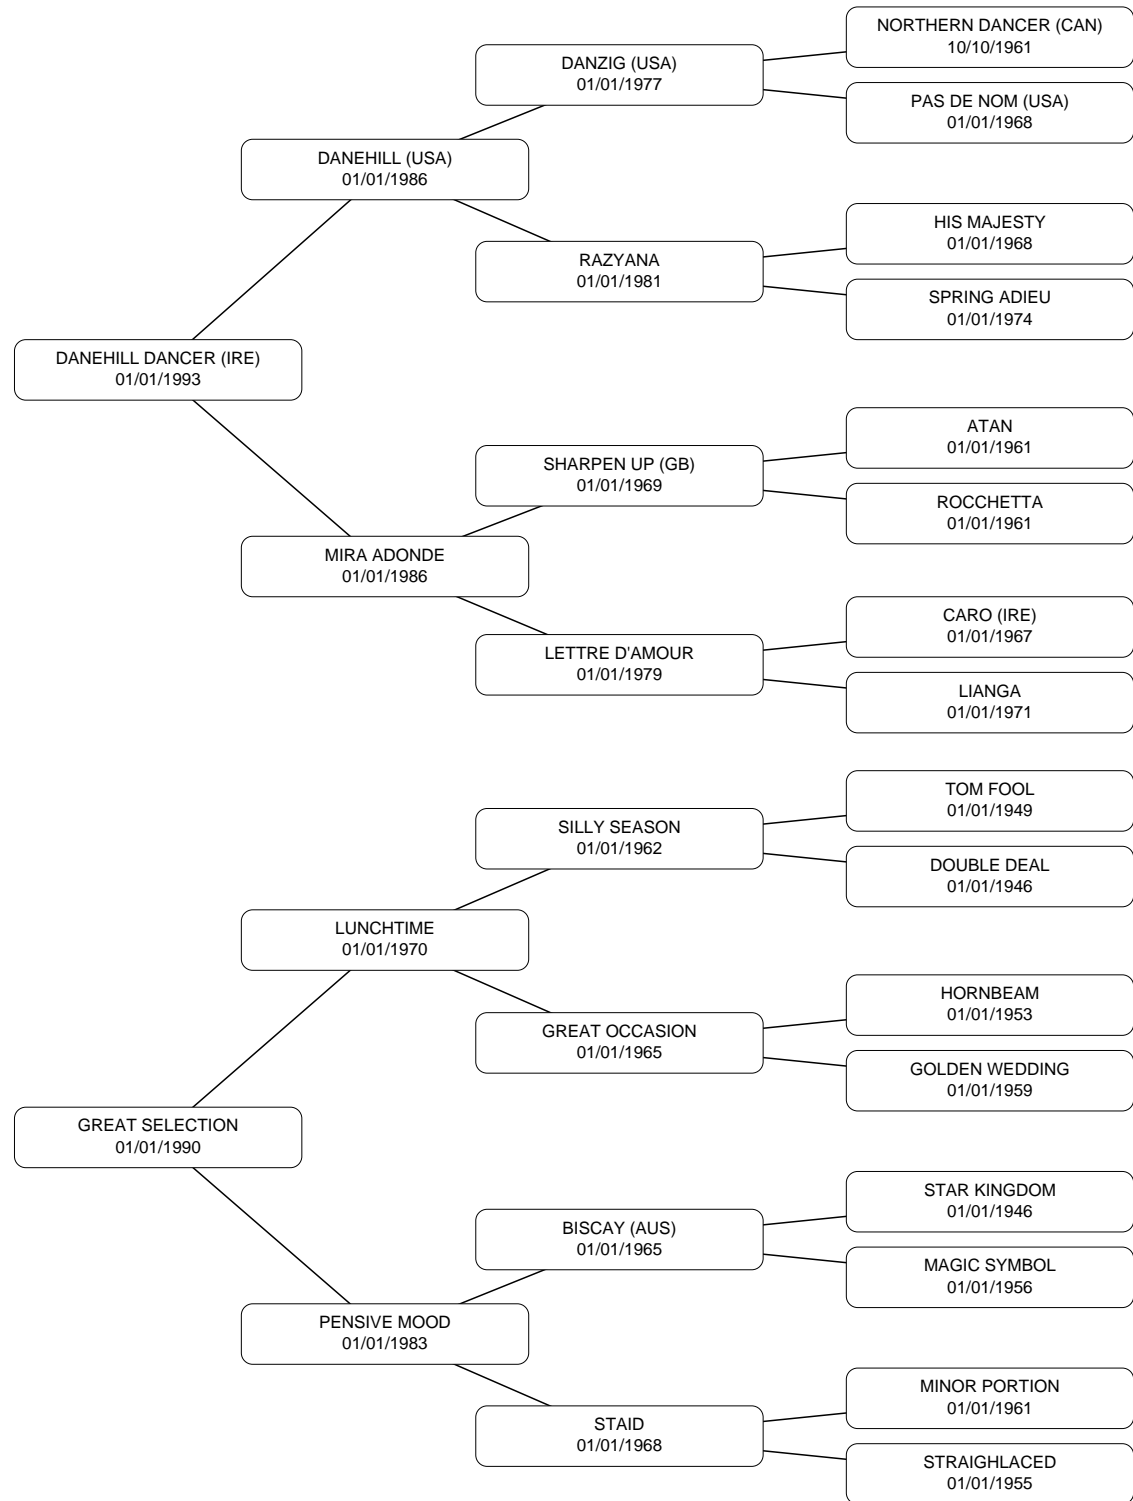 NORTHERN DANCER (CAN)
10/10/1961
DANZIG (USA)
01/01/1977
PAS DE NOM (USA)
01/01/1968
DANEHILL (USA)
01/01/1986
HIS MAJESTY
01/01/1968
RAZYANA
01/01/1981
SPRING ADIEU
01/01/1974
DANEHILL DANCER (IRE)
01/01/1993
ATAN
01/01/1961
SHARPEN UP (GB)
01/01/1969
ROCCHETTA
01/01/1961
MIRA ADONDE
01/01/1986
CARO (IRE)
01/01/1967
LETTRE D'AMOUR
01/01/1979
LIANGA
01/01/1971
TOM FOOL
01/01/1949
SILLY SEASON
01/01/1962
DOUBLE DEAL
01/01/1946
LUNCHTIME
01/01/1970
HORNBEAM
01/01/1953
GREAT OCCASION
01/01/1965
GOLDEN WEDDING
01/01/1959
GREAT SELECTION
01/01/1990
STAR KINGDOM
01/01/1946
BISCAY (AUS)
01/01/1965
MAGIC SYMBOL
01/01/1956
PENSIVE MOOD
01/01/1983
MINOR PORTION
01/01/1961
STAID
01/01/1968
STRAIGHLACED
01/01/1955